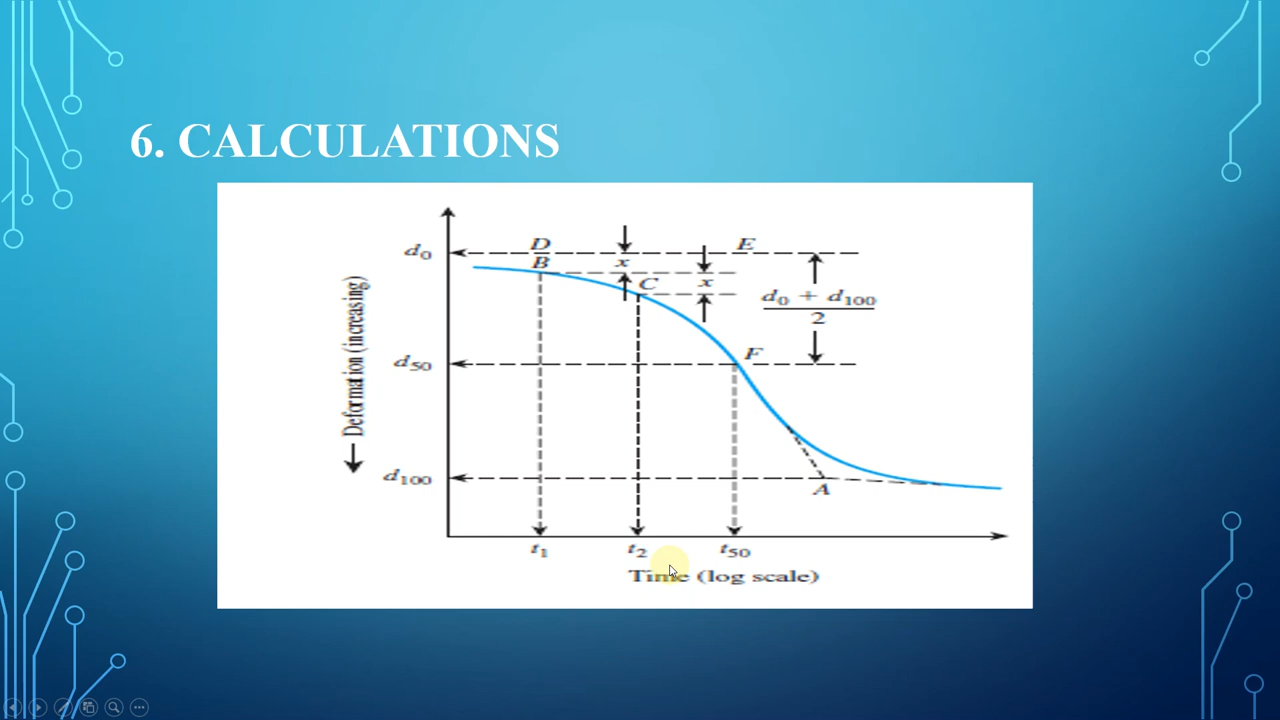 6. CALCULATIONS
d0
D
E
B
x
C
x
d0 + d100
2
Deformation (increasing)
d50
F
d100
A
t1
t2
t50
Time (log scale)